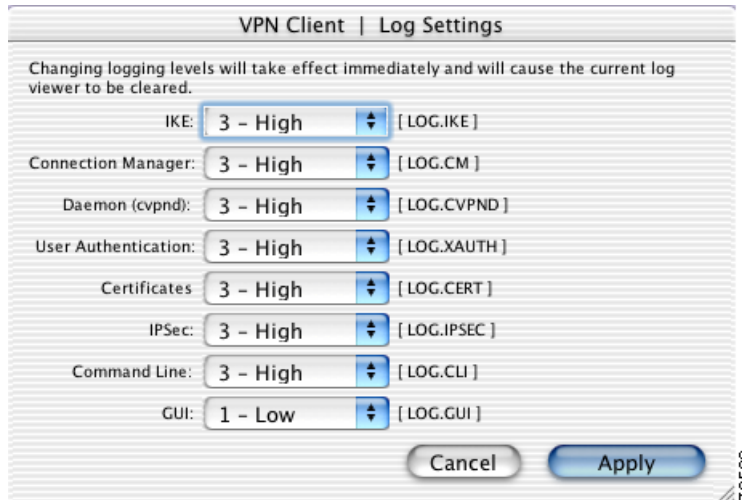 VPN Client | Log Settings
Changing logging levels will take effect immediately and will cause the current log
viewer to be cleared.
IKE: 3 – High [ LOG.IKE ]
Connection Manager: 3 – High [ LOG.CM ]
Daemon (cvpnd): 3 – High [ LOG.CVPND ]
User Authentication: 3 – High [ LOG.XAUTH ]
Certificates 3 – High [ LOG.CERT ]
IPSec: 3 – High [ LOG.IPSEC ]
Command Line: 3 – High [ LOG.CLI ]
GUI: 1 – Low [ LOG.GUI ]
Cancel Apply